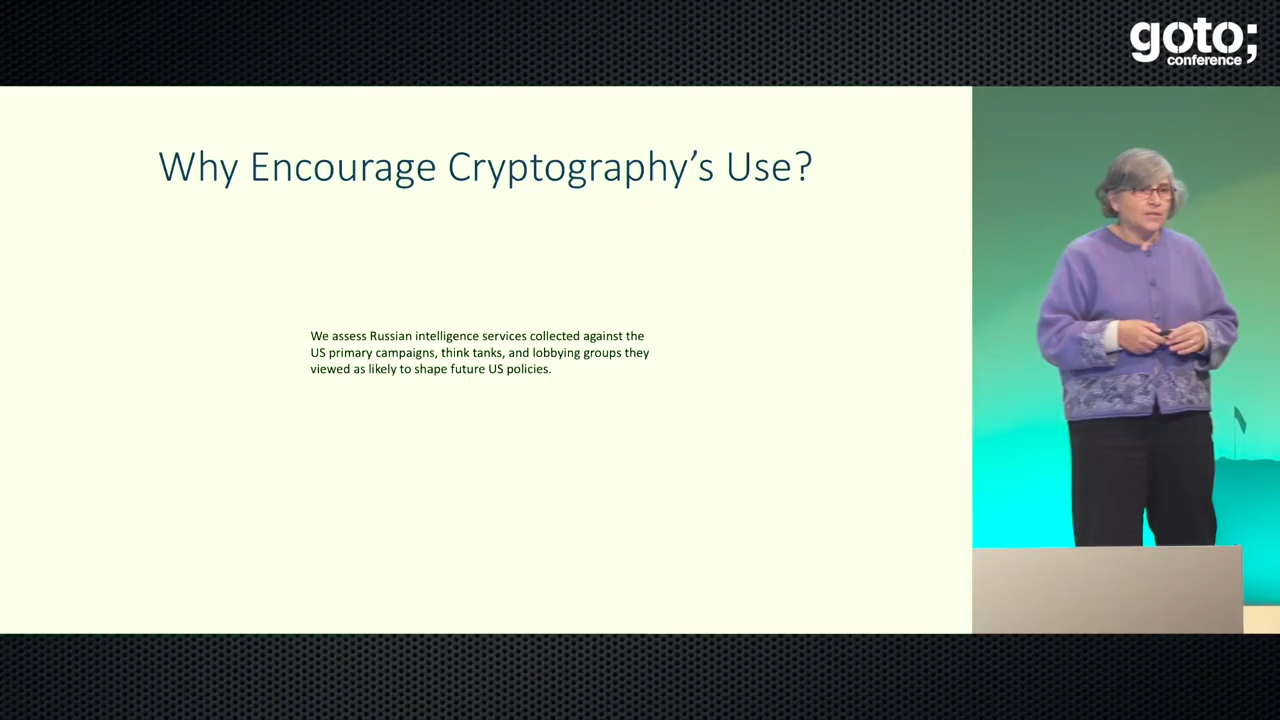 goto;
conference
Why Encourage Cryptography’s Use?
We assess Russian intelligence services collected against the
US primary campaigns, think tanks, and lobbying groups they
viewed as likely to shape future US policies.